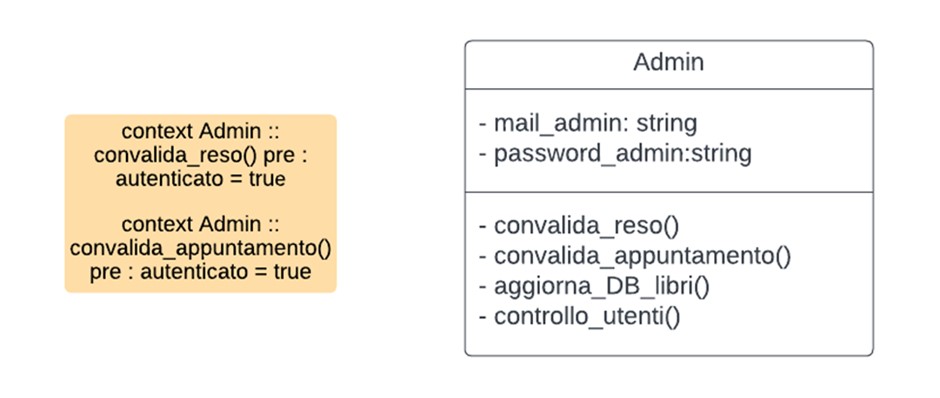 context Admin ::
convalida_reso() pre :
autenticato = true
context Admin ::
convalida_appuntamento()
pre : autenticato = true
Admin
- mail_admin: string
- password_admin:string
- convalida_reso()
- convalida_appuntamento()
- aggiorna_DB_libri()
- controllo_utenti()